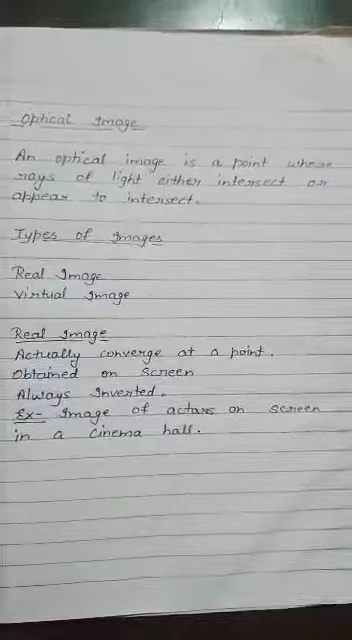 Optical Image
An optical image is a point where
rays of light either intersect or
appear to intersect.
Types of Images
Real Image
Virtual Image
Real Image
Actually converge at a point.
Obtained on screen
Always Inverted.
Ex- Image of actors on screen
in a cinema hall.